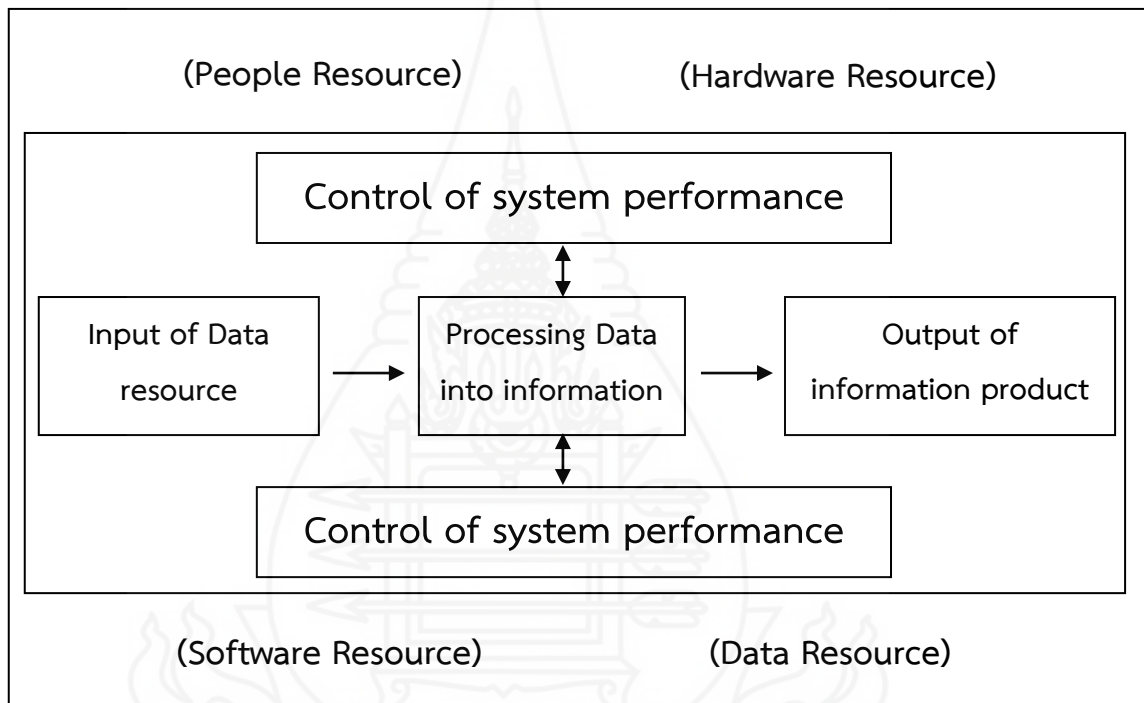 (People Resource) (Hardware Resource)
Control of system performance
Input of Data
resource
Processing Data
into information
Output of
information product
Control of system performance
(Software Resource) (Data Resource)